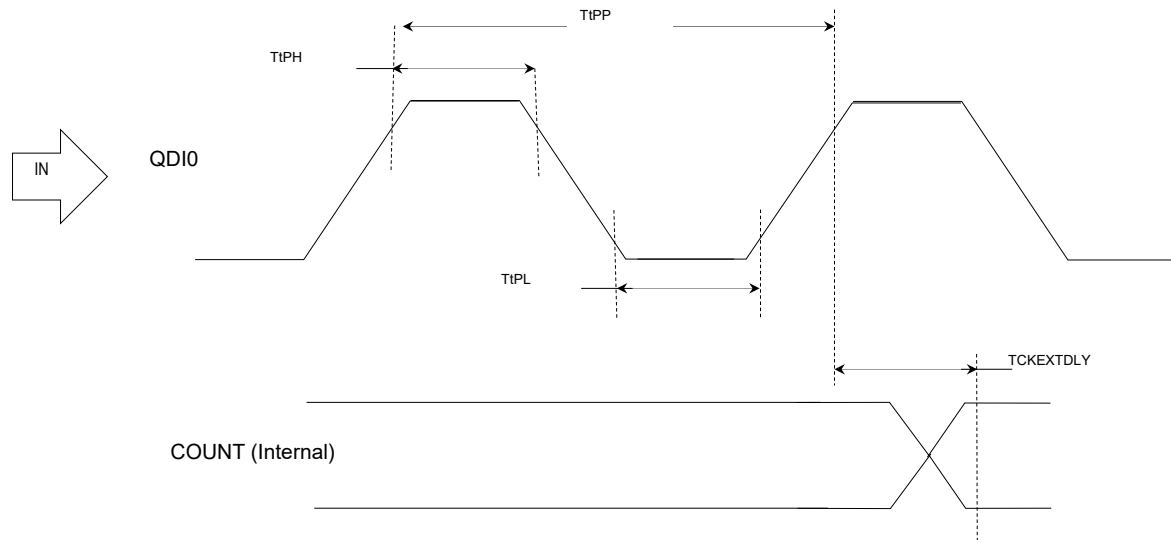 TtPP
TtPH
QDI0
IN
TtPL
TCKEXTDLY
COUNT (Internal)